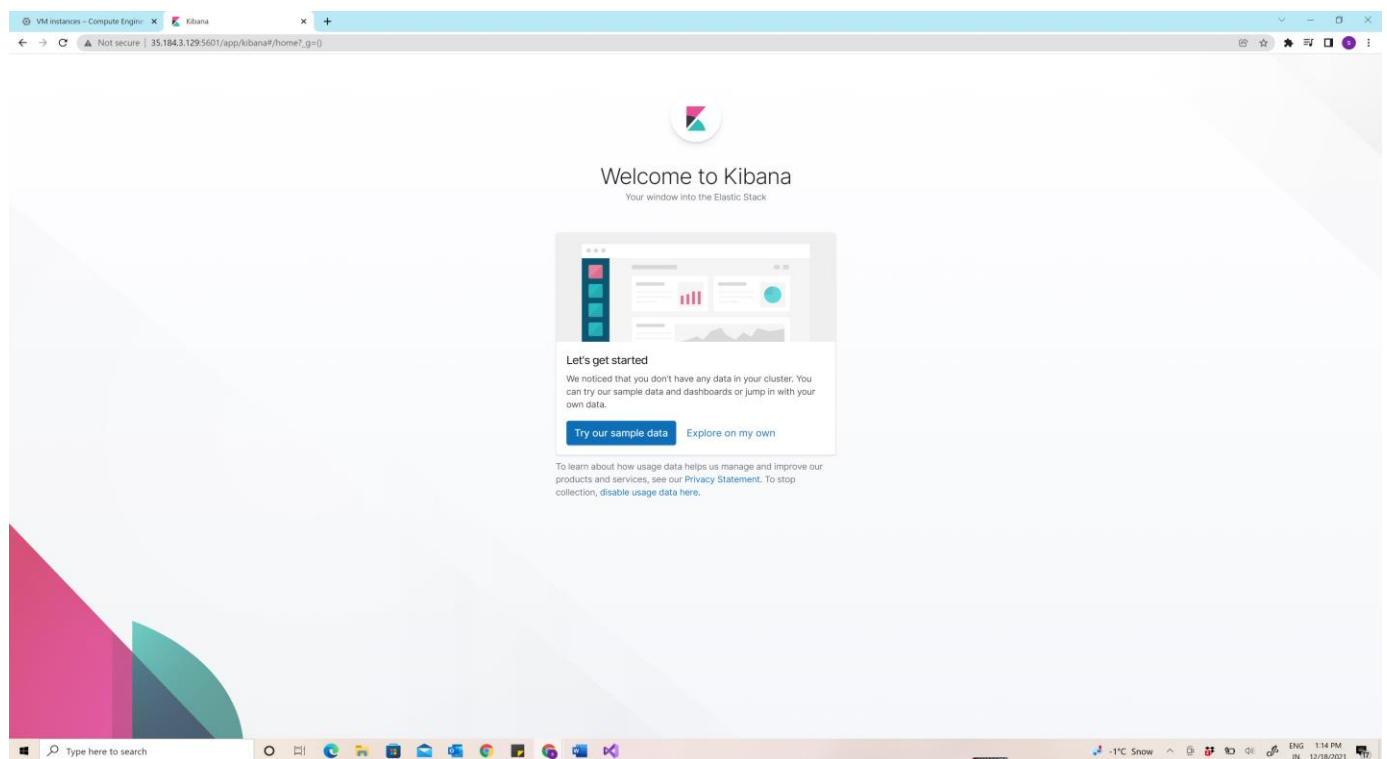 VM instances – Compute Engine
Kibana
Not secure | 35.184.3.129:5601/app/kibana#/home?_g=()
Welcome to Kibana
Your window into the Elastic Stack
Let's get started
We noticed that you don't have any data in your cluster. You
can try our sample data and dashboards or jump in with your
own data.
Try our sample data
Explore on my own
To learn about how usage data helps us manage and improve our
products and services, see our Privacy Statement. To stop
collection, disable usage data here.
Type here to search
-1°C Snow
ENG
IN
1:14 PM
12/18/2021